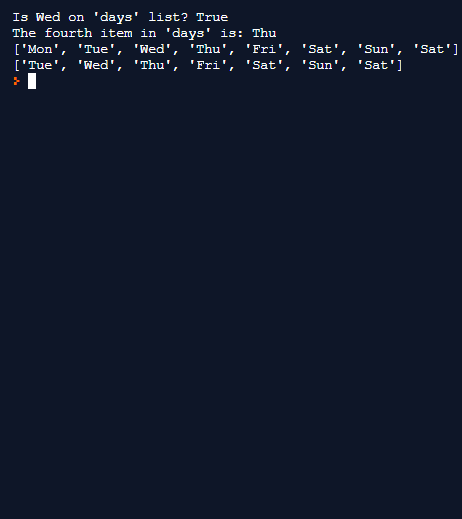 Is Wed on 'days' list? True
The fourth item in 'days' is: Thu
['Mon', 'Tue', 'Wed', 'Thu', 'Fri', 'Sat', 'Sun', 'Sat']
['Tue', 'Wed', 'Thu', 'Fri', 'Sat', 'Sun', 'Sat']
>